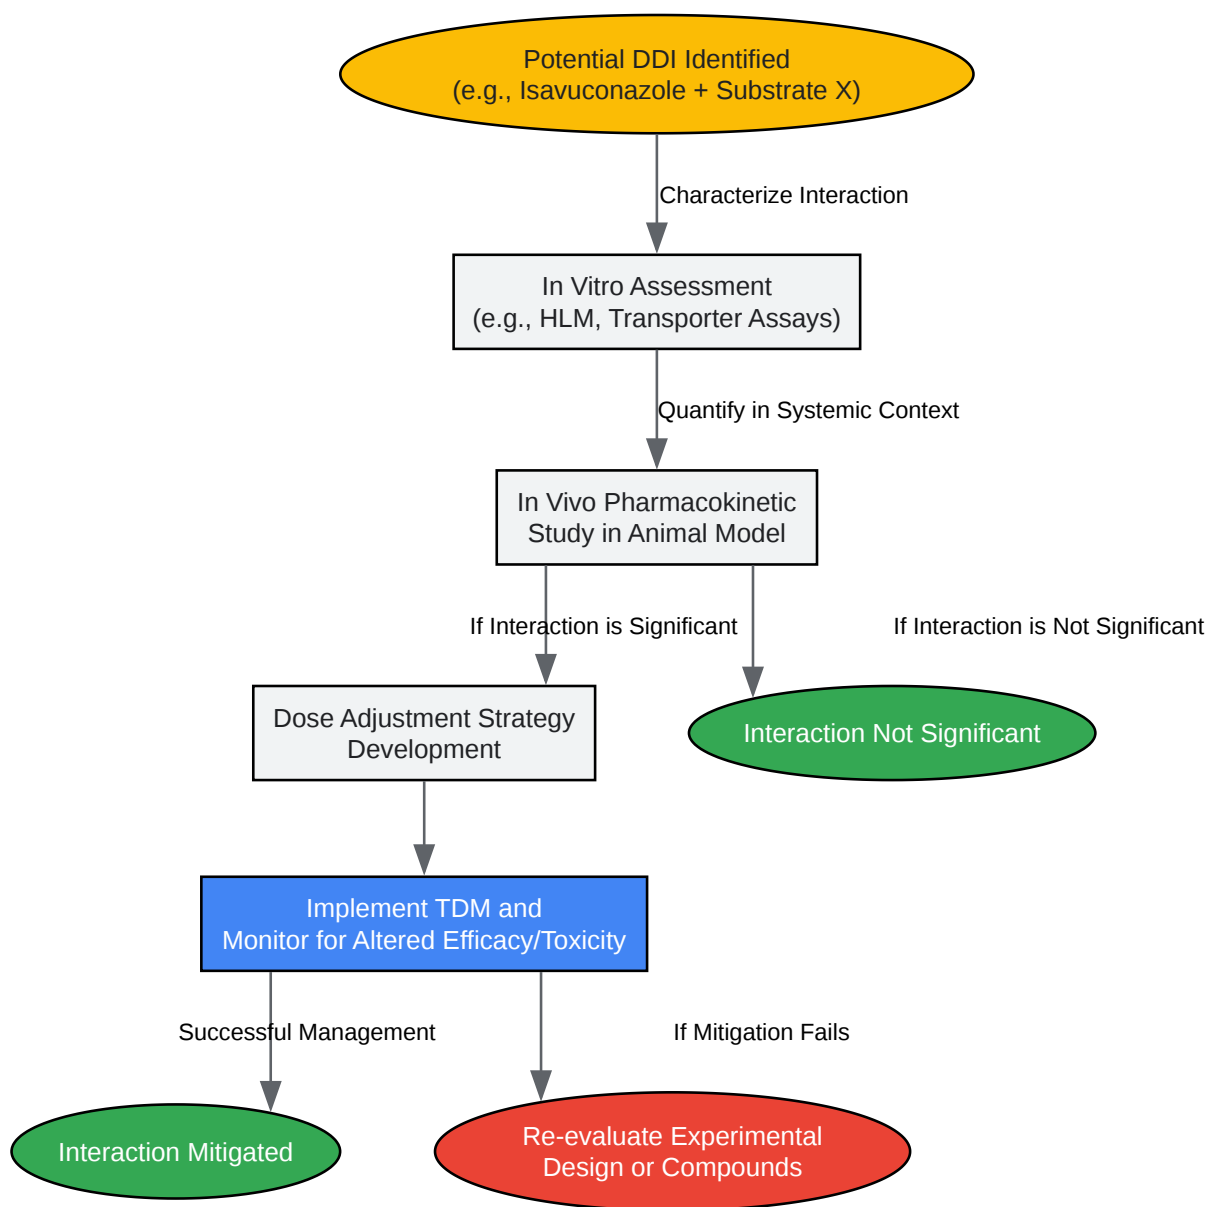 Potential DDI Identified
(e.g., Isavuconazole + Substrate X)
Characterize Interaction
In Vitro Assessment
(e.g., HLM, Transporter Assays)
Quantify in Systemic Context
In Vivo Pharmacokinetic
Study in Animal Model
If Interaction is Significant
If Interaction is Not Significant
Dose Adjustment Strategy
Development
Interaction Not Significant
Implement TDM and
Monitor for Altered Efficacy/Toxicity
Successful Management
If Mitigation Fails
Interaction Mitigated
Re-evaluate Experimental
Design or Compounds